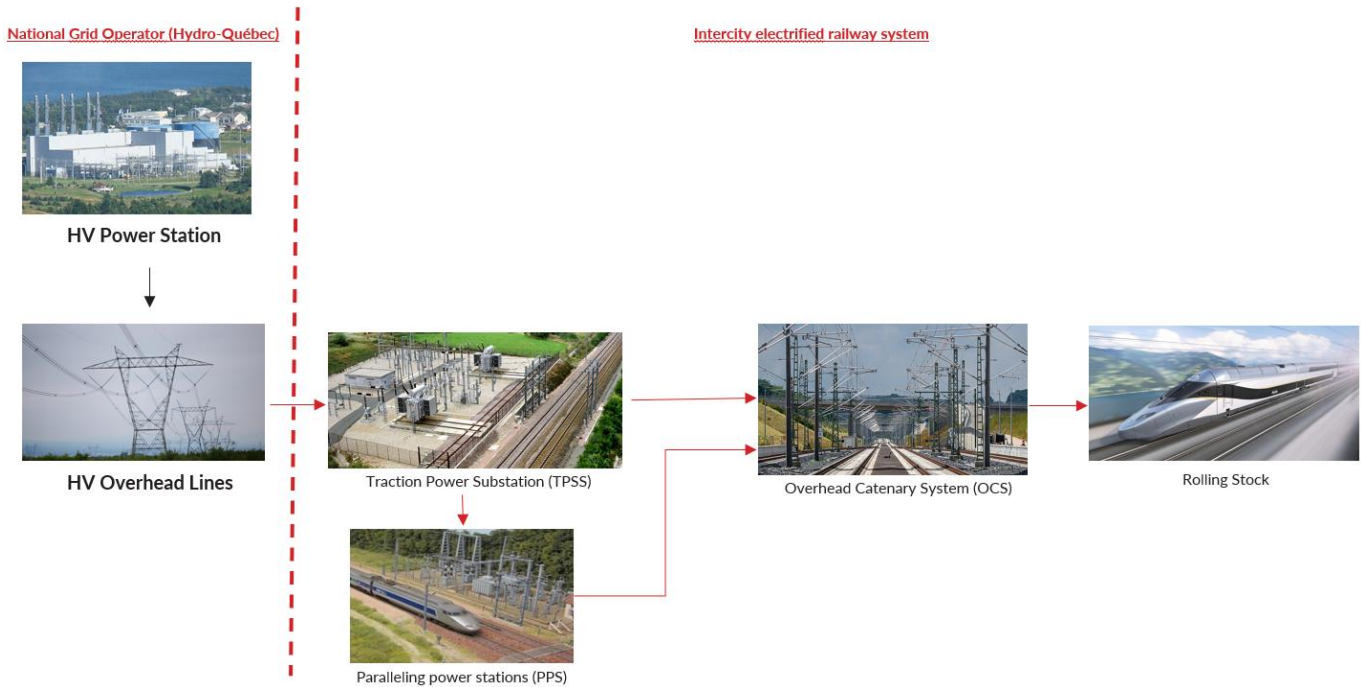 National Grid Operator (Hydro-Québec)
Intercity electrified railway system
HV Power Station
HV Overhead Lines
Traction Power Substation (TPSS)
Overhead Catenary System (OCS)
Rolling Stock
Paralleling power stations (PPS)